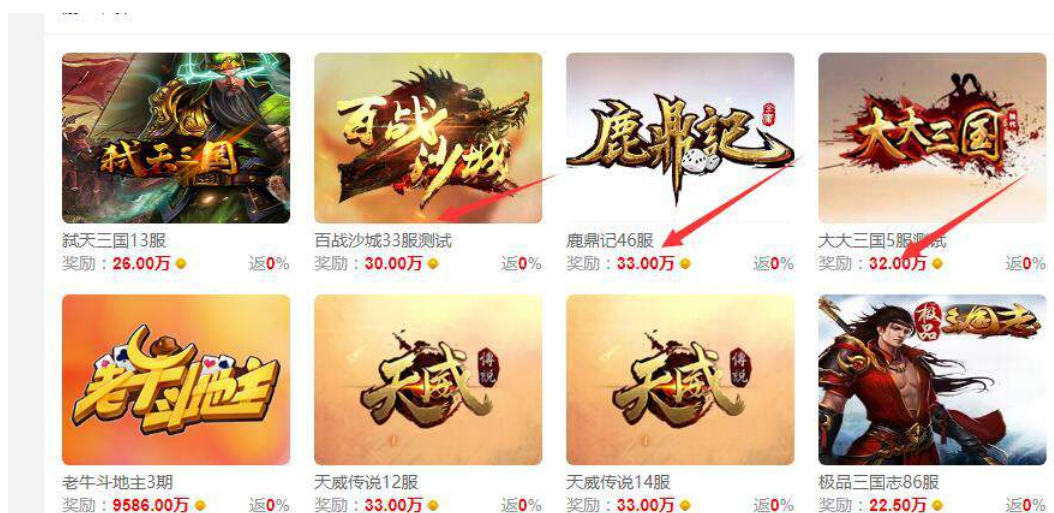 弑天三国
百战沙城
鹿鼎記
金庸
大大三国
弑天三国13服
百战沙城33服测试
鹿鼎记46服
大大三国5服测试
奖励：26.00万 返0%
奖励：30.00万 返0%
奖励：33.00万 返0%
奖励：32.00万 返0%
老牛斗地主
天威
傳説
天威
傳説
极品三国志
老牛斗地主3期
天威传说12服
天威传说14服
极品三国志86服
奖励：9586.00万 返0%
奖励：33.00万 返0%
奖励：33.00万 返0%
奖励：22.50万 返0%